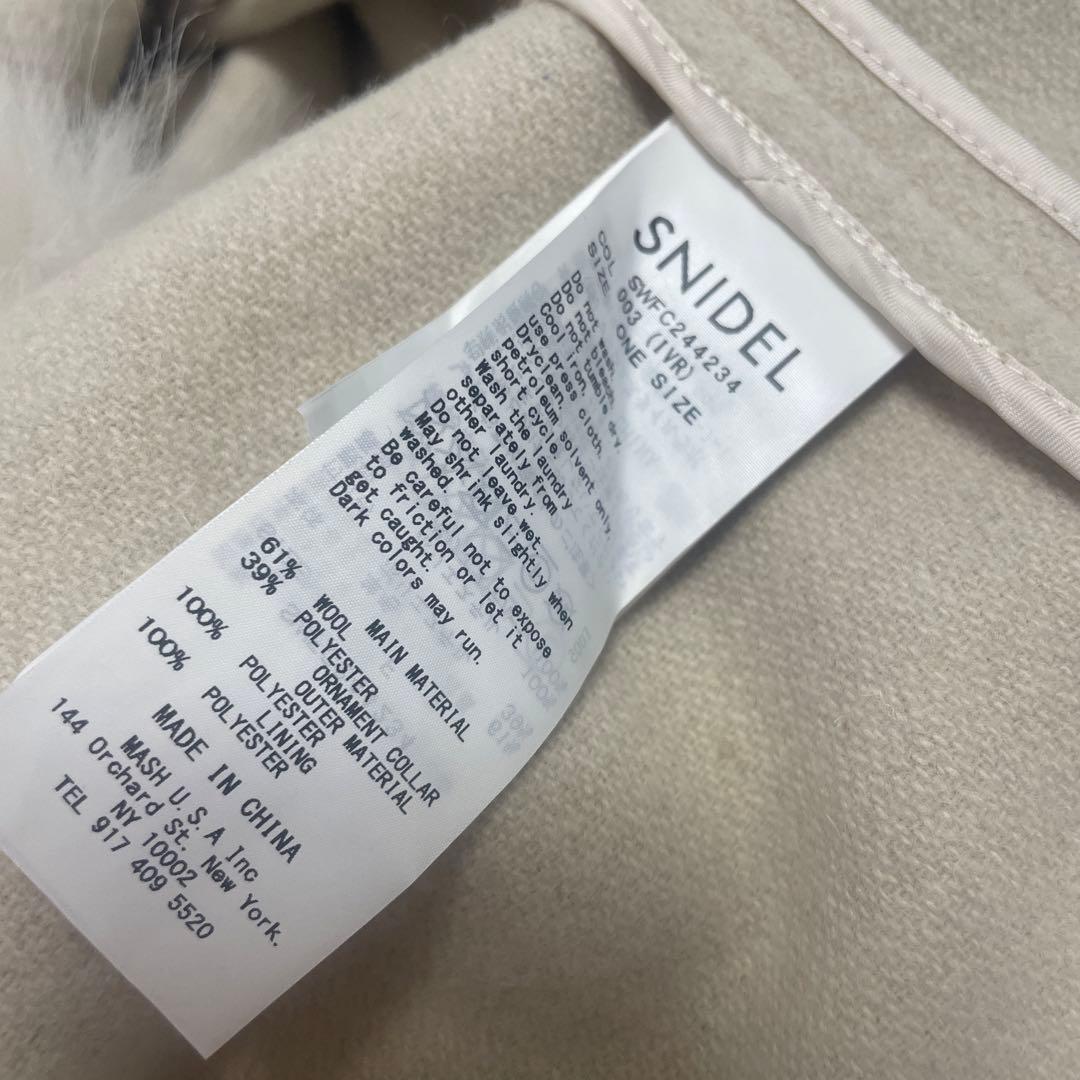 SNIDEL
SWFC244234
COL 003 (IVR)
SIZE ONE SIZE
Do not wash.
Do not bleach.
Do not tumble dry.
Cool iron,
use press cloth.
Dryclean,
petroleum solvent only,
short cycle.
Wash the laundry
separately from
other laundry.
Do not leave wet.
May shrink slightly when
washed.
Be careful not to expose
to friction or let it
get caught.
Dark colors may run.
MAIN MATERIAL
61% WOOL
39% POLYESTER
ORNAMENT COLLAR
OUTER MATERIAL
100% POLYESTER
LINING
100% POLYESTER
MADE IN CHINA
MASH U.S.A Inc
144 Orchard St. New York.
NY 10002
TEL 917 409 5520